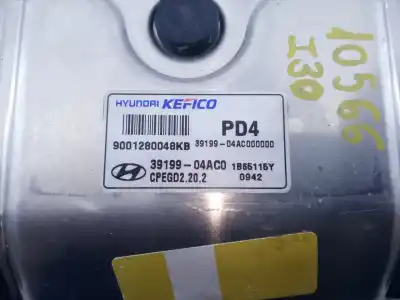 10566
I30
HYUNDAI KEFICO
PD4
9001280048KB
39199-04AC000000
39199-04AC0
1B65115Y
CPEGD2.20.2
0942